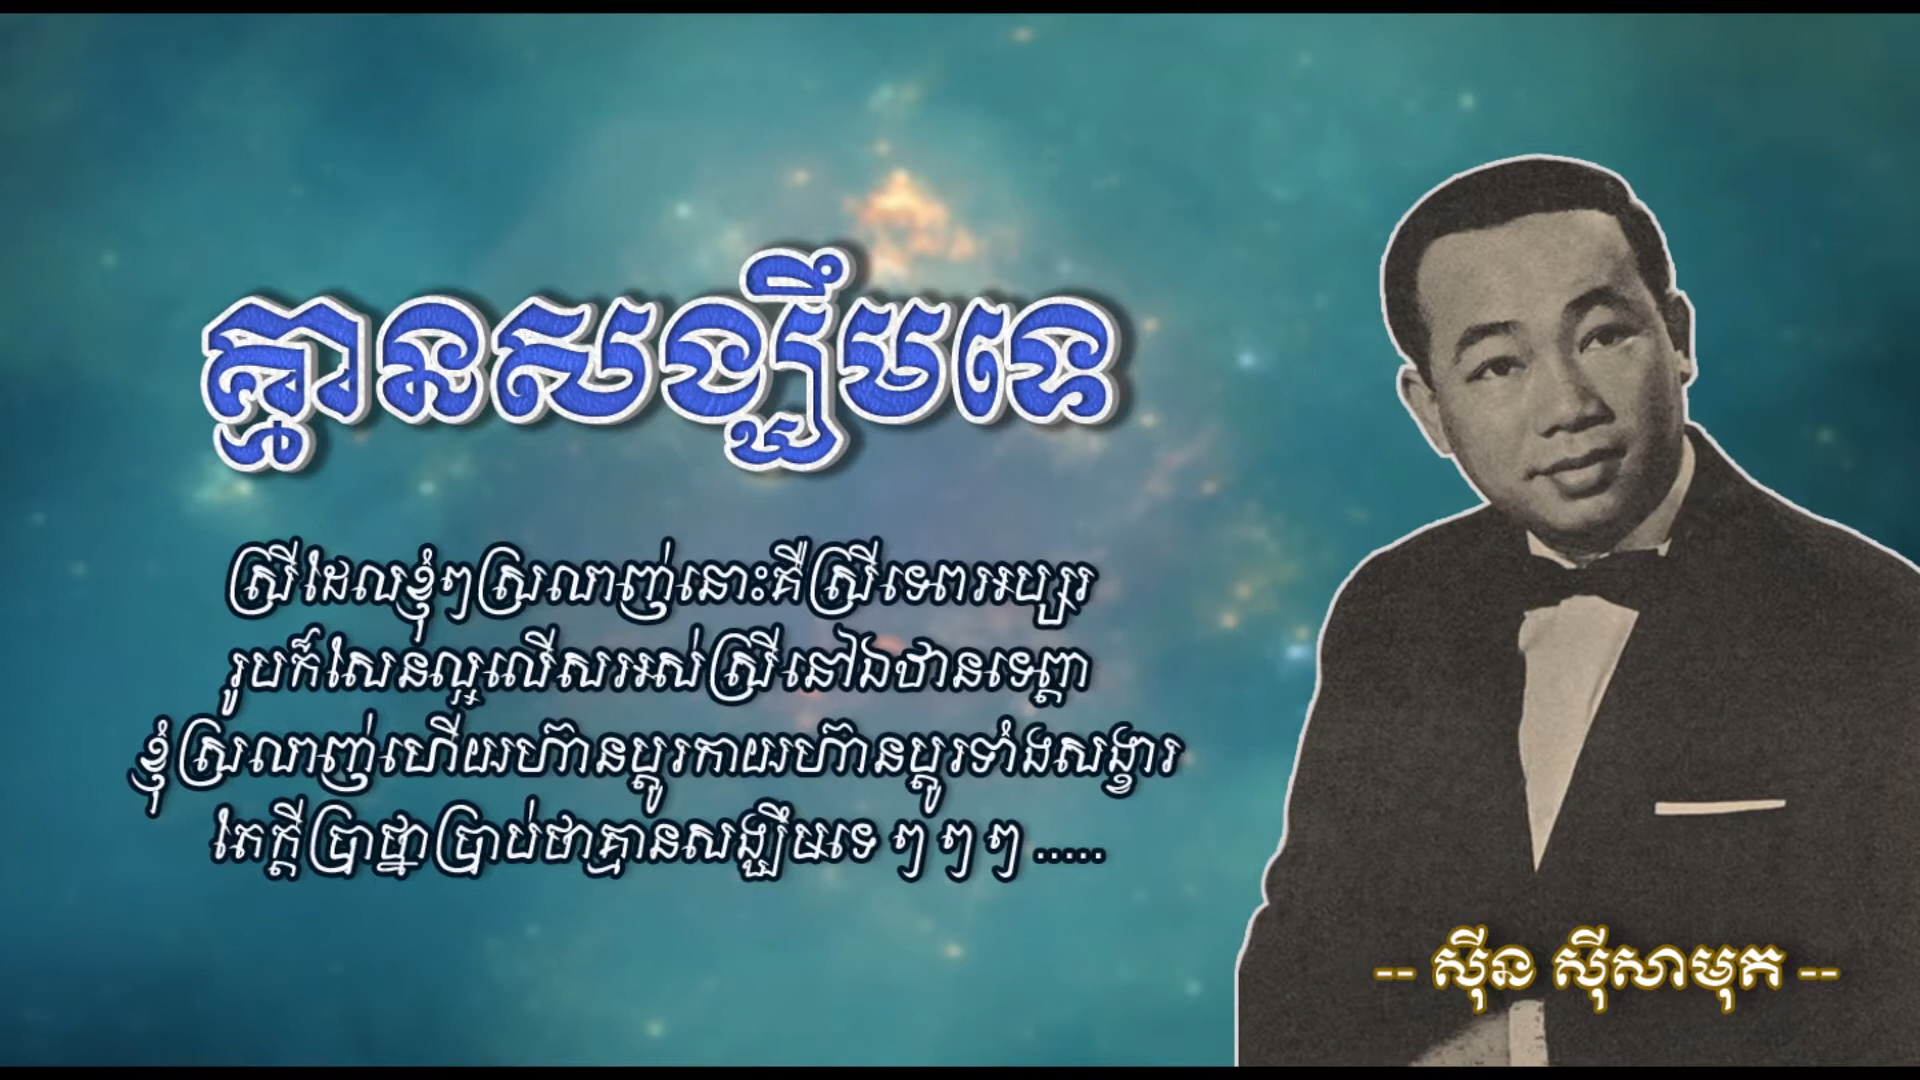 គ្មានសង្ឃឹមទេ
ស្រីដែលខ្ញុំៗស្រលាញ់នោះគឺស្រីទេពអប្សរ
រូបក៏សែនល្អលើសអស់ស្រីនៅឯឋានទេព្តា
ខ្ញុំស្រលាញ់ហើយហ៊ានប្តូរកាយហ៊ានប្តូរទាំងសង្ខារ
តែក្តីប្រាថ្នាប្រាប់ថាគ្មានសង្ឃឹមទេ ៗ ៗ ៗ .....
-- ស៊ីន ស៊ីសាមុត --